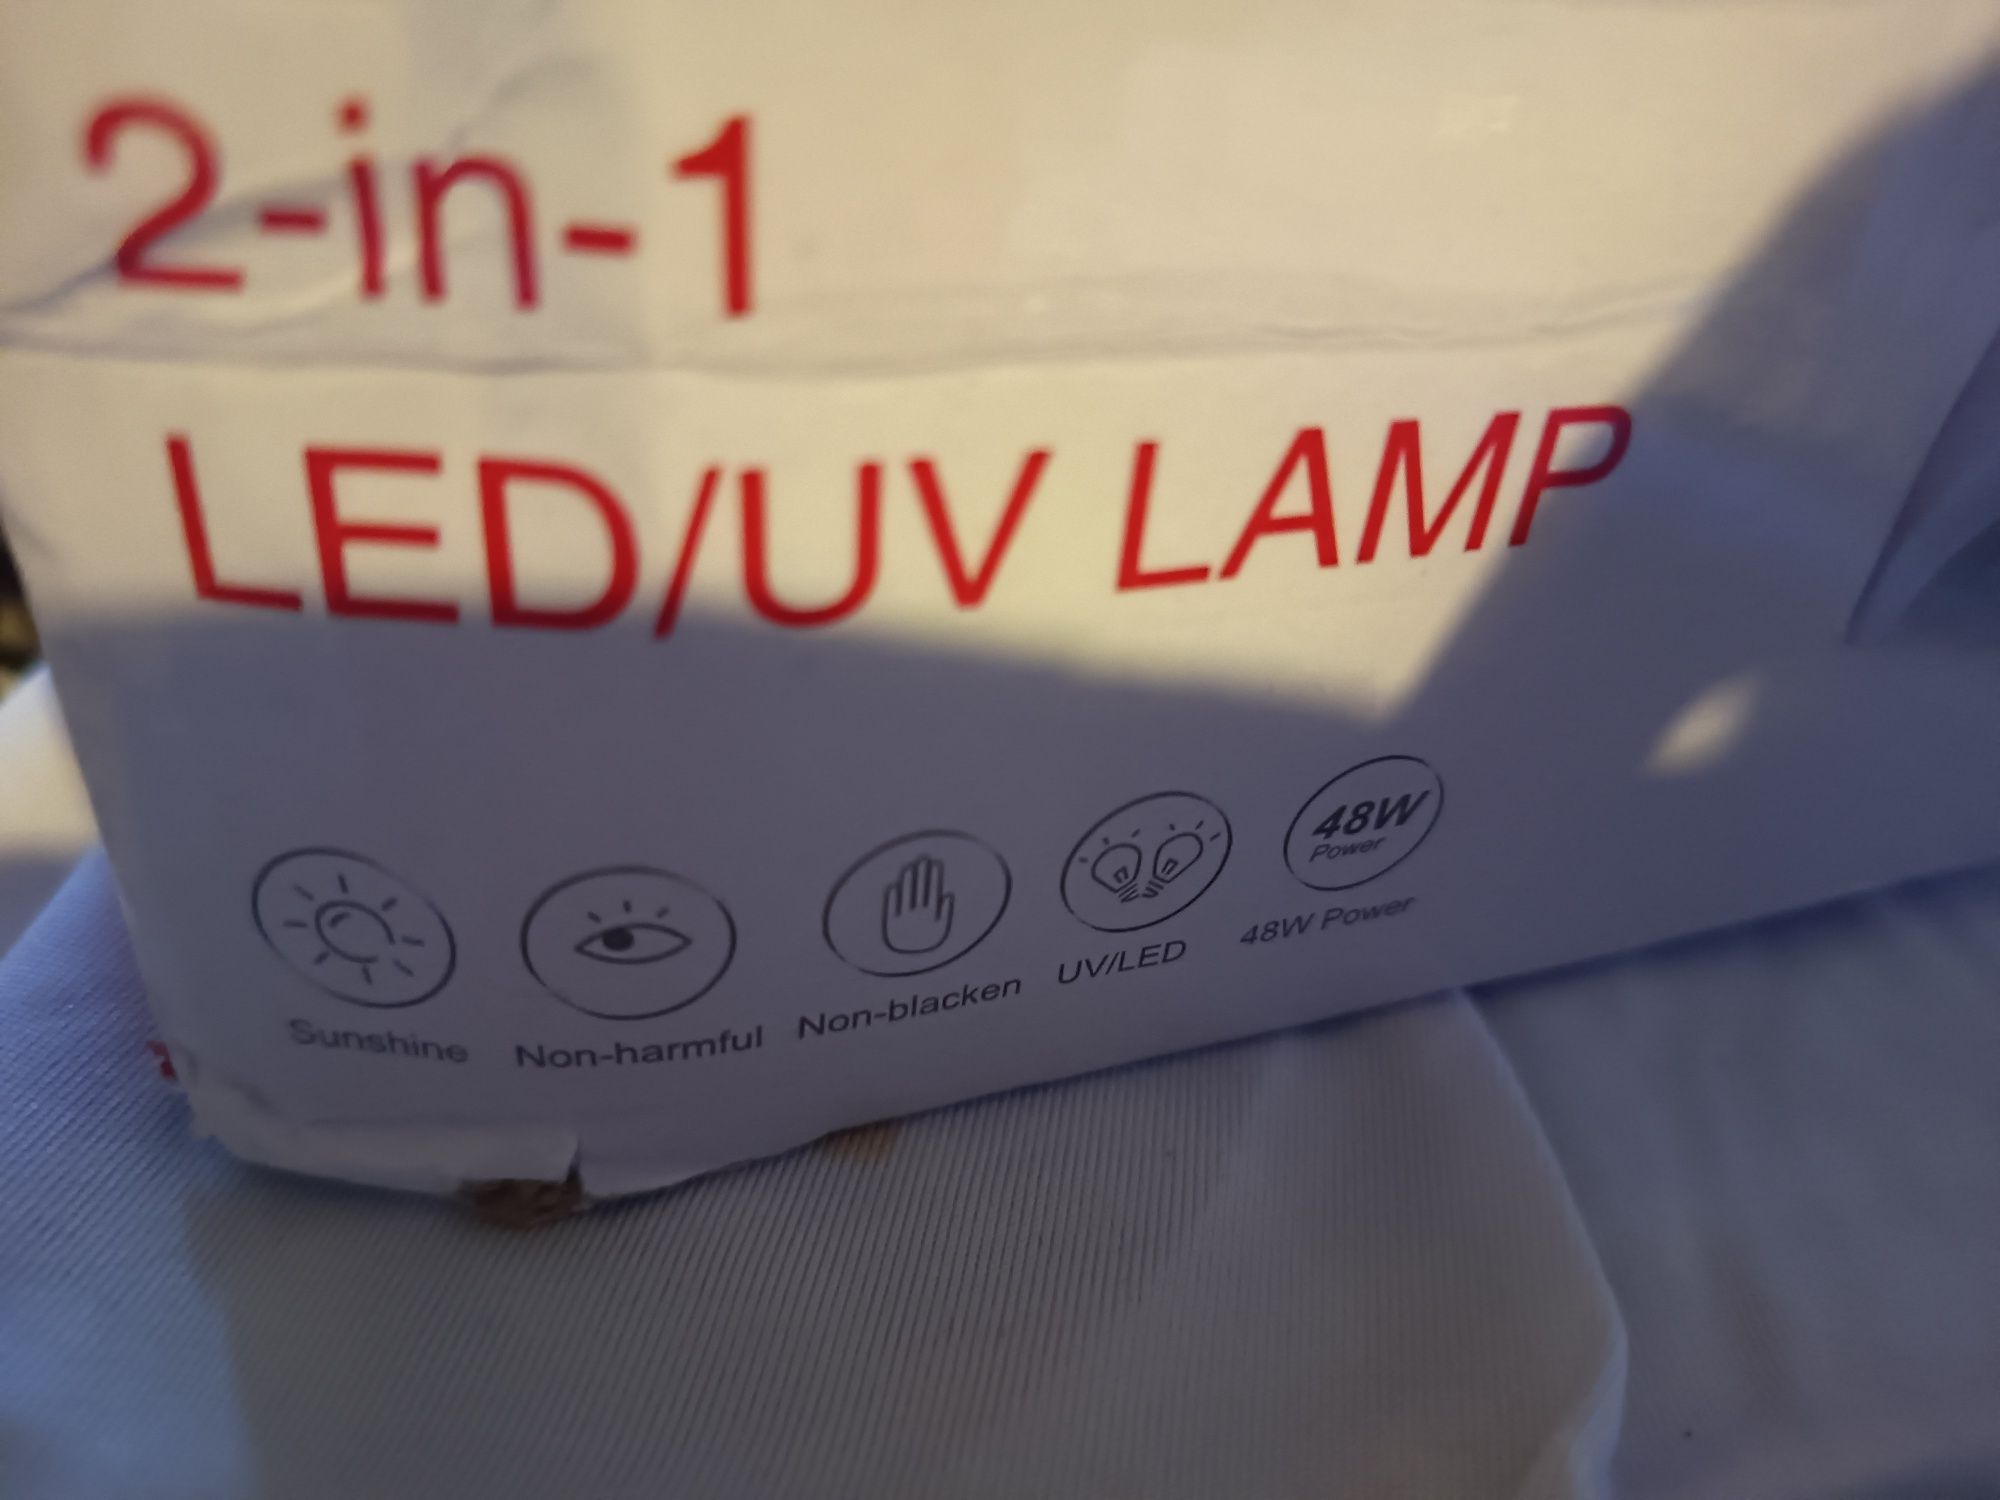 2-in-1
LED/UV LAMP
48W
Power
Sunshine
Non-harmful
Non-blacken
UV/LED
48W Power